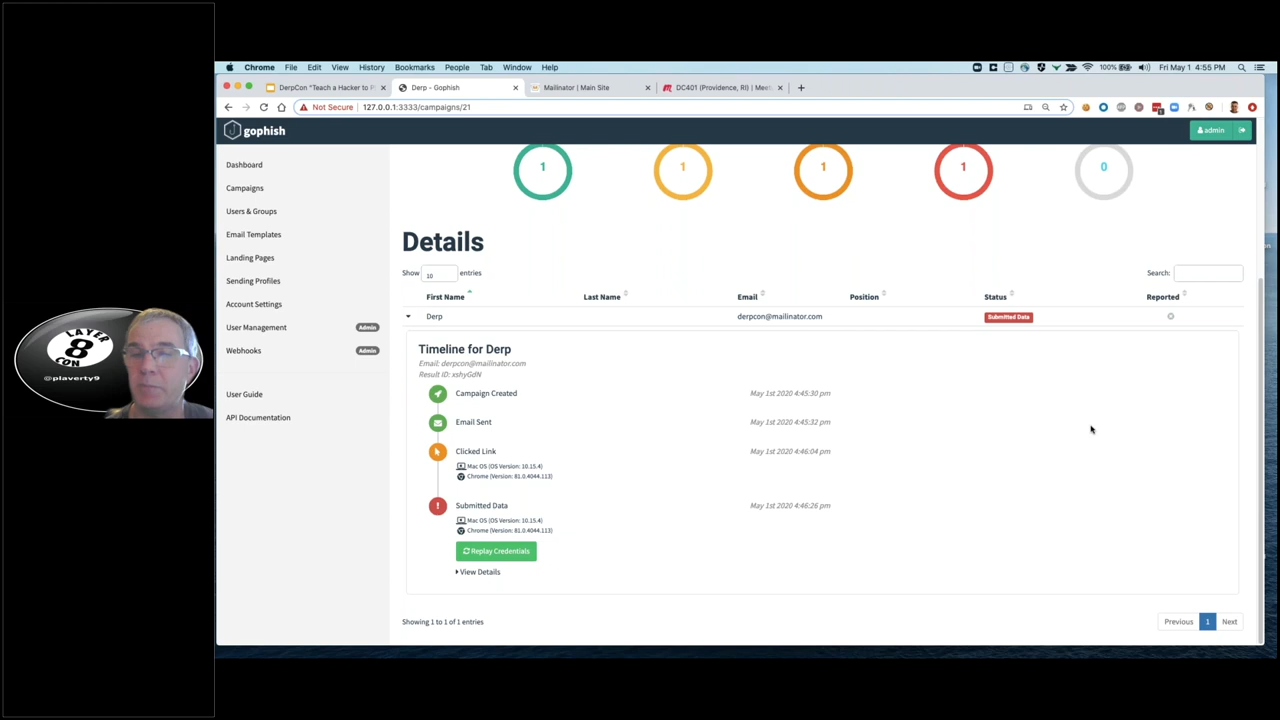 Chrome File Edit View History Bookmarks People Tab Window Help 100% Fri May 1 4:55 PM
DerpCon "Teach a Hacker to P Derp - Gophish Mailinator | Main Site DC401 (Providence, RI) | Meet
Not Secure 127.0.0.1:3333/campaigns/21
gophish admin
Dashboard
Campaigns
Users & Groups
Email Templates
Landing Pages
Sending Profiles
Account Settings
User Management Admin
Webhooks Admin
User Guide
API Documentation
1 1 1 1 0
Details
Show 10 entries Search:
First Name Last Name Email Position Status Reported
Derp derpcon@mailinator.com Submitted Data
Timeline for Derp
Email: derpcon@mailinator.com
Result ID: xshyGdN
Campaign Created May 1st 2020 4:45:30 pm
Email Sent May 1st 2020 4:45:32 pm
Clicked Link May 1st 2020 4:46:04 pm
Mac OS (OS Version: 10.15.4)
Chrome (Version: 81.0.4044.113)
Submitted Data May 1st 2020 4:46:26 pm
Mac OS (OS Version: 10.15.4)
Chrome (Version: 81.0.4044.113)
Replay Credentials
View Details
Showing 1 to 1 of 1 entries Previous 1 Next
LAYER
8
CON
@plaverty9